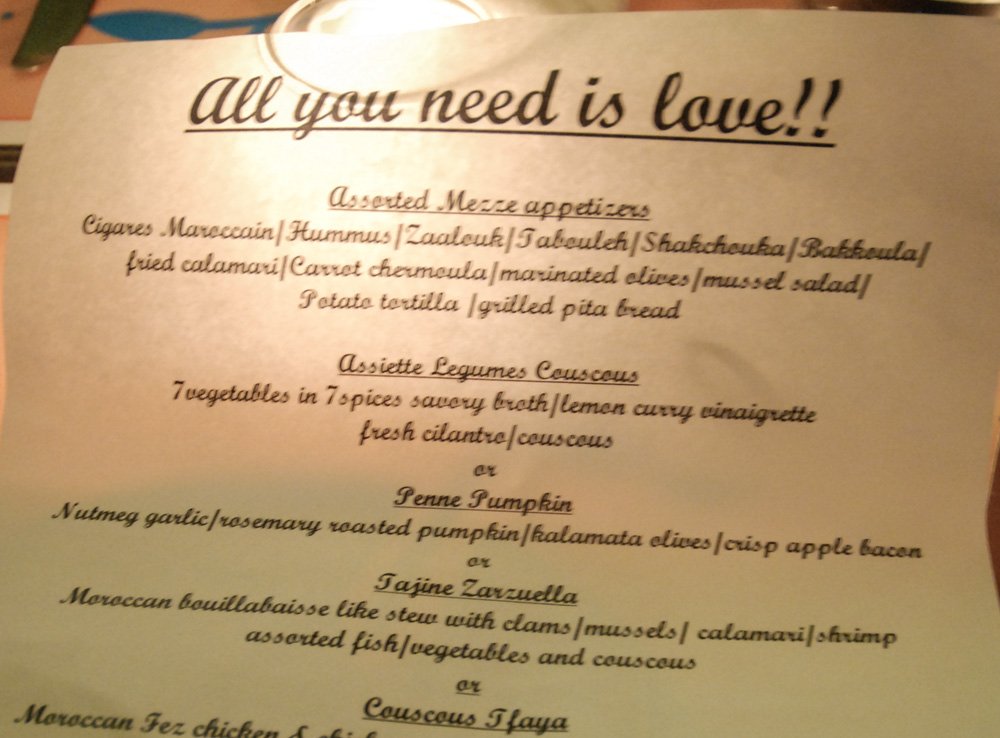 All you need is love!!
Assorted Mezze appetizers
Cigares Maroccain/Hummus/Zaalouk/Tabouleh/Shakchouka/Bakkoula/
fried calamari/Carrot chermoula/marinated olives/mussel salad/
Potato tortilla /grilled pita bread
Assiette Legumes Couscous
7vegetables in 7spices savory broth/lemon curry vinaigrette
fresh cilantro/couscous
or
Penne Pumpkin
Nutmeg garlic/rosemary roasted pumpkin/kalamata olives/crisp apple bacon
or
Tajine Zarzuella
Moroccan bouillabaisse like stew with clams/mussels/ calamari/shrimp
assorted fish/vegetables and couscous
or
Couscous Tfaya
Moroccan Fez chicken &